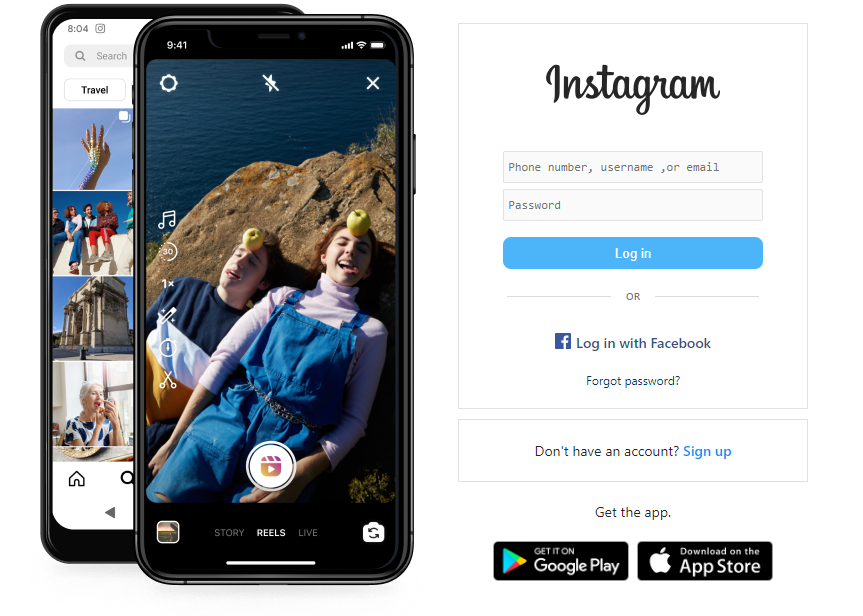 8:04
Search
Travel
9:41
30
1×
STORY REELS LIVE
Instagram
Phone number, username ,or email
Password
Log in
OR
Log in with Facebook
Forgot password?
Don't have an account? Sign up
Get the app.
GET IT ON
Google Play
Download on the
App Store